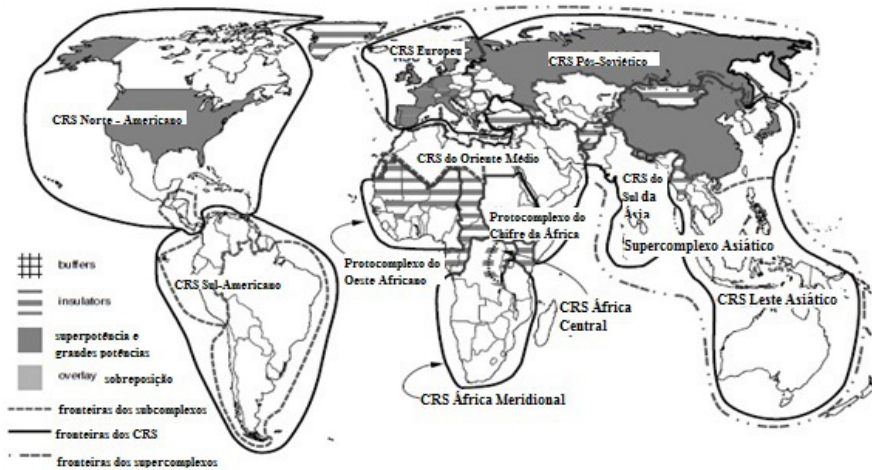 CRS Europeu
CRS Pós-Soviético
CRS Norte - Americano
CRS do Oriente Médio
CRS do
Sul da
Ásia
Protocomplexo do
Chifre da África
Supercomplexo Asiático
buffers
Protocomplexo do
Oeste Africano
CRS Sul-Americano
insulators
CRS África
Central
CRS Leste Asiático
superpotência e
grandes potências
overlay sobreposição
CRS África Meridional
fronteiras dos subcomplexos
fronteiras dos CRS
fronteiras dos supercomplexos